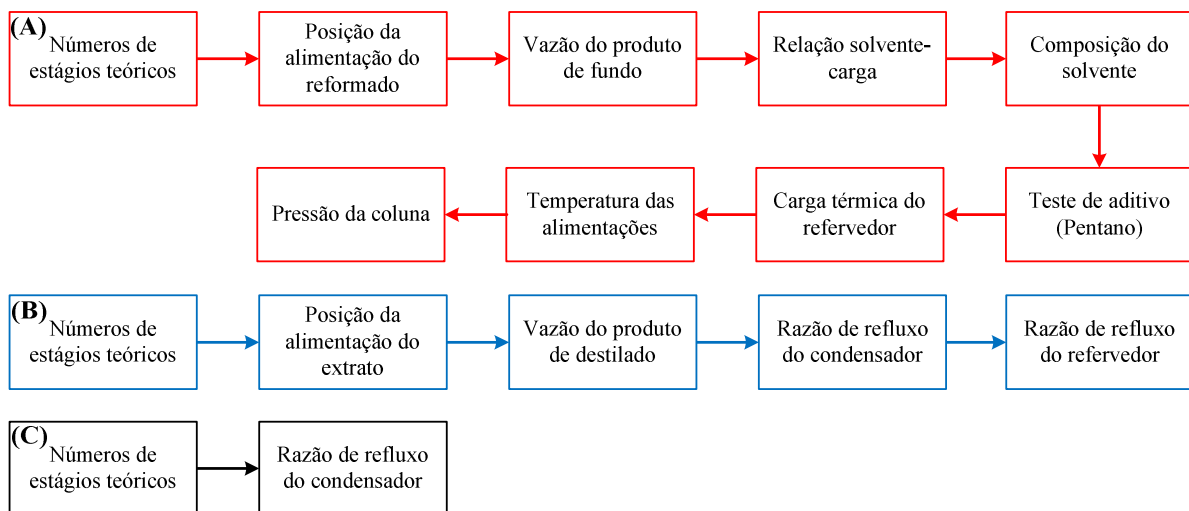 (A)
Números de
estágios teóricos
Posição da
alimentação do
reformado
Vazão do produto
de fundo
Relação solvente-
carga
Composição do
solvente
Teste de aditivo
(Pentano)
Carga térmica do
refervedor
Temperatura das
alimentações
Pressão da coluna
(B)
Números de
estágios teóricos
Posição da
alimentação do
extrato
Vazão do produto
de destilado
Razão de refluxo
do condensador
Razão de refluxo
do refervedor
(C)
Números de
estágios teóricos
Razão de refluxo
do condensador